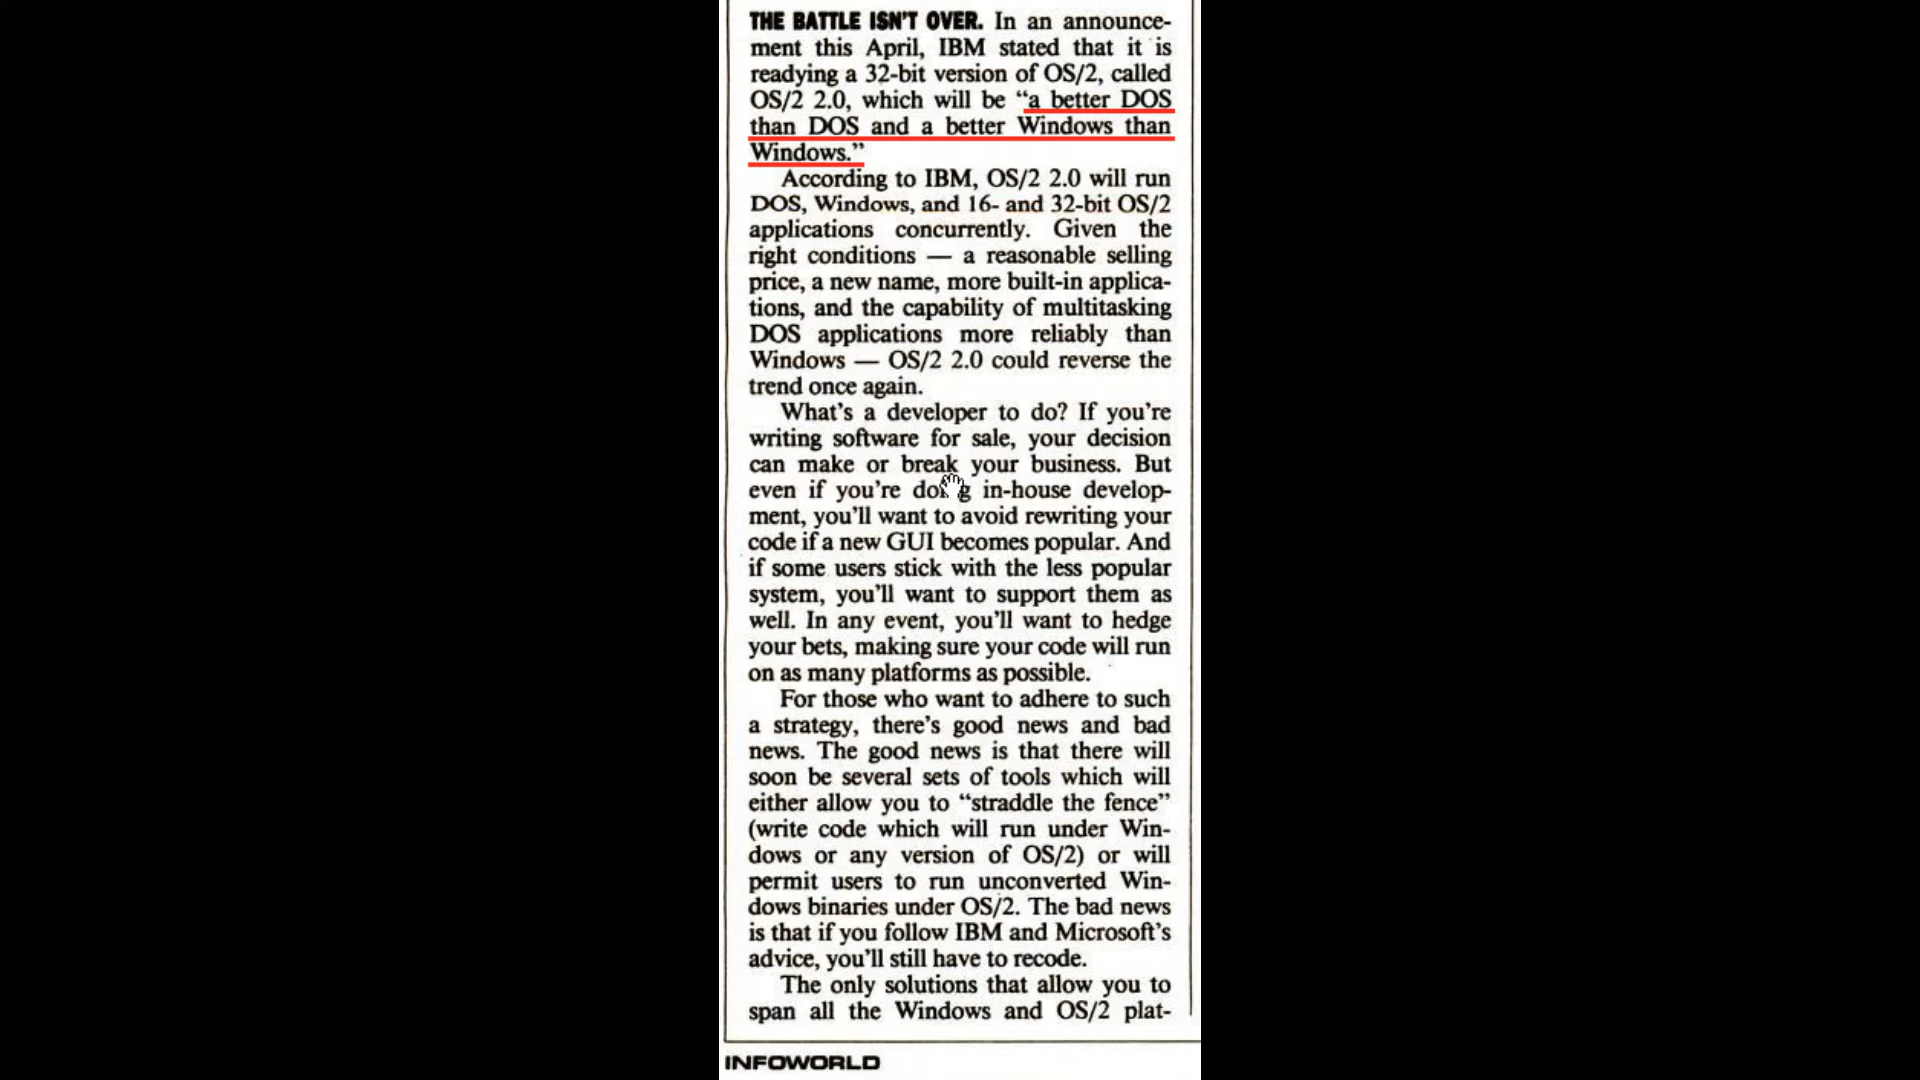 THE BATTLE ISN'T OVER. In an announce-
ment this April, IBM stated that it is
readying a 32-bit version of OS/2, called
OS/2 2.0, which will be “a better DOS
than DOS and a better Windows than
Windows.”
According to IBM, OS/2 2.0 will run
DOS, Windows, and 16- and 32-bit OS/2
applications concurrently. Given the
right conditions — a reasonable selling
price, a new name, more built-in applica-
tions, and the capability of multitasking
DOS applications more reliably than
Windows — OS/2 2.0 could reverse the
trend once again.
What's a developer to do? If you're
writing software for sale, your decision
can make or break your business. But
even if you're doing in-house develop-
ment, you'll want to avoid rewriting your
code if a new GUI becomes popular. And
if some users stick with the less popular
system, you'll want to support them as
well. In any event, you'll want to hedge
your bets, making sure your code will run
on as many platforms as possible.
For those who want to adhere to such
a strategy, there's good news and bad
news. The good news is that there will
soon be several sets of tools which will
either allow you to “straddle the fence”
(write code which will run under Win-
dows or any version of OS/2) or will
permit users to run unconverted Win-
dows binaries under OS/2. The bad news
is that if you follow IBM and Microsoft's
advice, you'll still have to recode.
The only solutions that allow you to
span all the Windows and OS/2 plat-
INFOWORLD